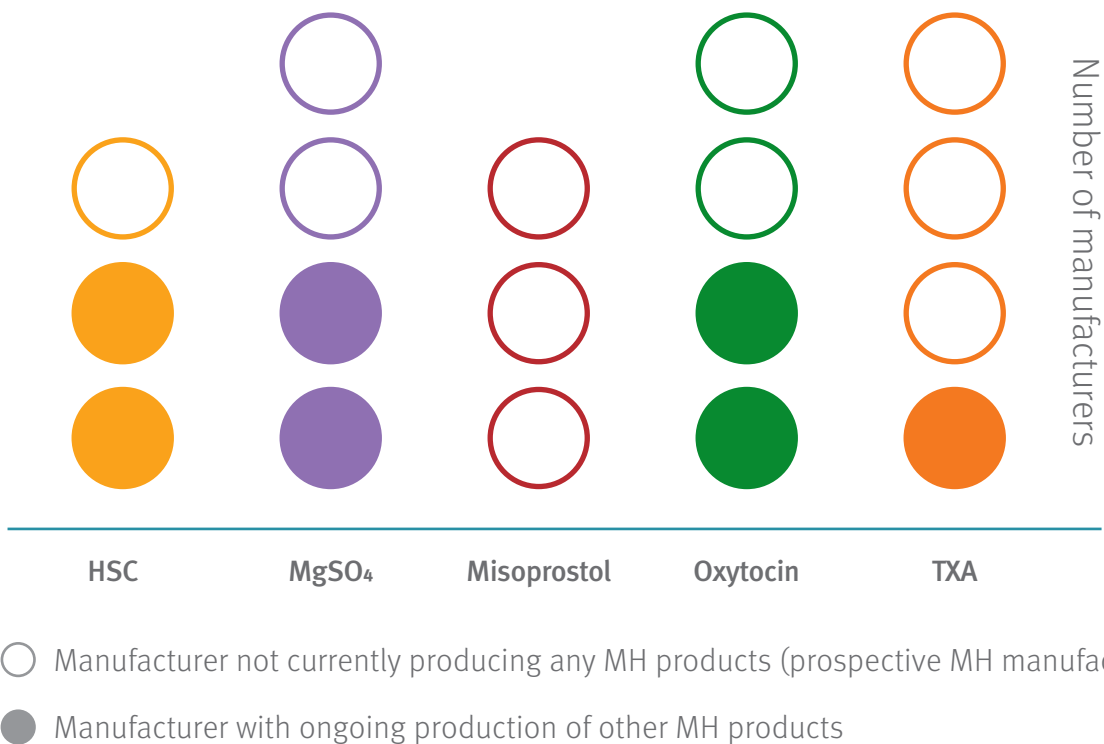 Number of manufacturers
HSC MgSO₄ Misoprostol Oxytocin TXA
Manufacturer not currently producing any MH products (prospective MH
Manufacturer with ongoing production of other MH products